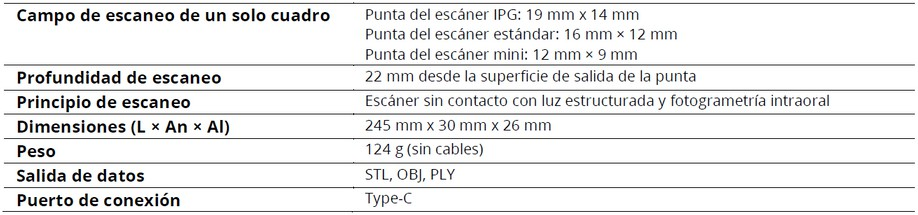 Campo de escaneo de un solo cuadro Punta del escáner IPG: 19 mm x 14 mm
Punta del escáner estándar: 16 mm × 12 mm
Punta del escáner mini: 12 mm × 9 mm
Profundidad de escaneo 22 mm desde la superficie de salida de la punta
Principio de escaneo Escáner sin contacto con luz estructurada y fotogrametría intraoral
Dimensiones (L × An × Al) 245 mm x 30 mm x 26 mm
Peso 124 g (sin cables)
Salida de datos STL, OBJ, PLY
Puerto de conexión Type-C